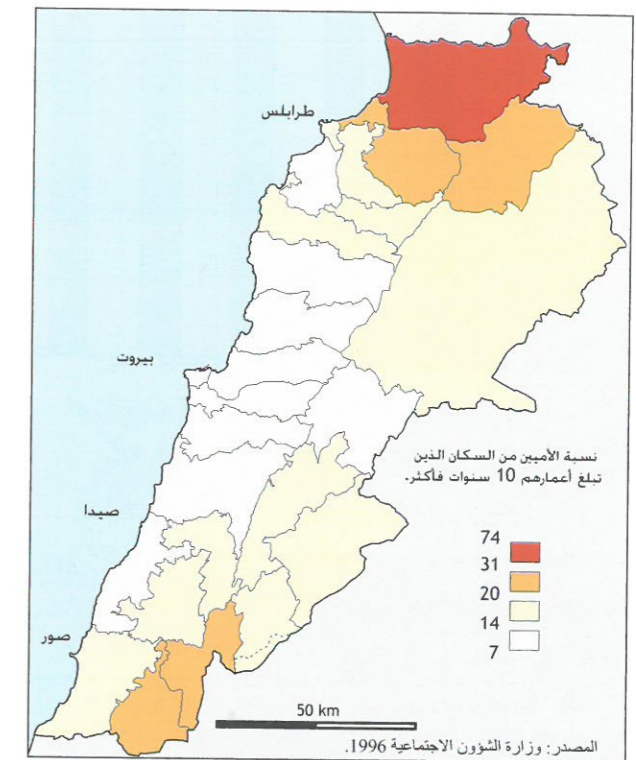 طرابلس
بيروت
نسبة الأميين من السكان الذين
تبلغ أعمارهم 10 سنوات فأكثر.
صيدا
74
31
20
14
7
صور
50 km
المصدر: وزارة الشؤون الاجتماعية 1996.